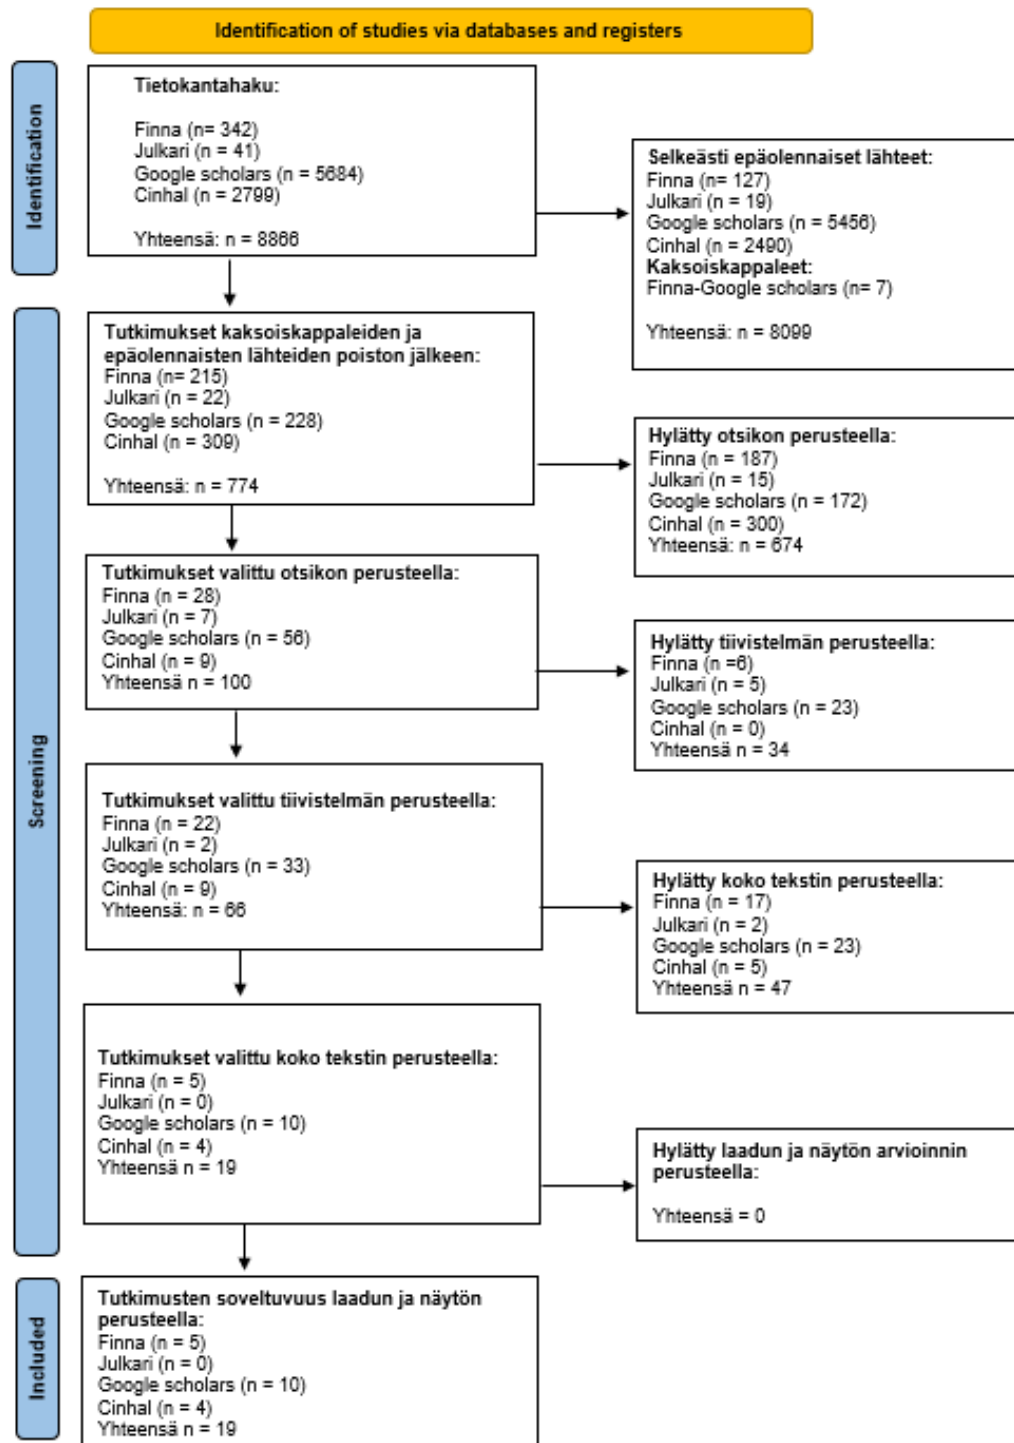 Identification of studies via databases and registers
Identification
Tietokantahaku:
Finna (n= 342)
Julkari (n = 41)
Google scholars (n = 5684)
Cinhal (n = 2799)
Yhteensä: n = 8866
Selkeästi epäolennaiset lähteet:
Finna (n= 127)
Julkari (n = 19)
Google scholars (n = 5456)
Cinhal (n = 2490)
Kaksoiskappaleet:
Finna-Google scholars (n= 7)
Yhteensä: n = 8099
Screening
Tutkimukset kaksoiskappaleiden ja
epäolennaisten lähteiden poiston jälkeen:
Finna (n= 215)
Julkari (n = 22)
Google scholars (n = 228)
Cinhal (n = 309)
Yhteensä: n = 774
Hylätty otsikon perusteella:
Finna (n = 187)
Julkari (n = 15)
Google scholars (n = 172)
Cinhal (n = 300)
Yhteensä: n = 674
Tutkimukset valittu otsikon perusteella:
Finna (n = 28)
Julkari (n = 7)
Google scholars (n = 56)
Cinhal (n = 9)
Yhteensä n = 100
Hylätty tiivistelmän perusteella:
Finna (n =6)
Julkari (n = 5)
Google scholars (n = 23)
Cinhal (n = 0)
Yhteensä n = 34
Tutkimukset valittu tiivistelmän perusteella:
Finna (n = 22)
Julkari (n = 2)
Google scholars (n = 33)
Cinhal (n = 9)
Yhteensä: n = 66
Hylätty koko tekstin perusteella:
Finna (n = 17)
Julkari (n = 2)
Google scholars (n = 23)
Cinhal (n = 5)
Yhteensä n = 47
Tutkimukset valittu koko tekstin perusteella:
Finna (n = 5)
Julkari (n = 0)
Google scholars (n = 10)
Cinhal (n = 4)
Yhteensä n = 19
Hylätty laadun ja näytön arvioinnin
perusteella:
Yhteensä = 0
Included
Tutkimusten soveltuvuus laadun ja näytön
perusteella:
Finna (n = 5)
Julkari (n = 0)
Google scholars (n = 10)
Cinhal (n = 4)
Yhteensä n = 19